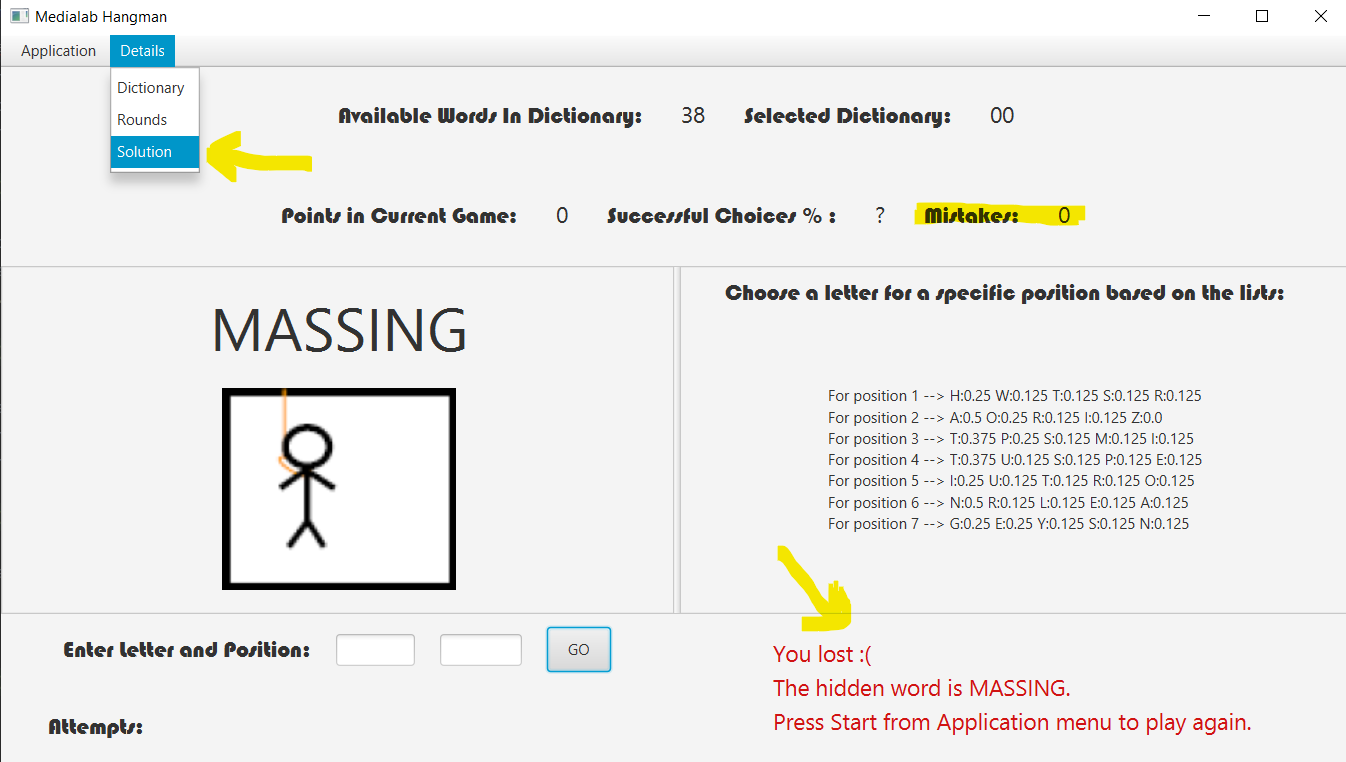 Medialab Hangman
Application Details
Dictionary
Rounds
Solution
Available Words In Dictionary: 38 Selected Dictionary: 00
Points in Current Game: 0 Successful Choices % : ? Mistakes: 0
MASSING
Choose a letter for a specific position based on the lists:
For position 1 --> H:0.25 W:0.125 T:0.125 S:0.125 R:0.125
For position 2 --> A:0.5 O:0.25 R:0.125 I:0.125 Z:0.0
For position 3 --> T:0.375 P:0.25 S:0.125 M:0.125 I:0.125
For position 4 --> T:0.375 U:0.125 S:0.125 P:0.125 E:0.125
For position 5 --> I:0.25 U:0.125 T:0.125 R:0.125 O:0.125
For position 6 --> N:0.5 R:0.125 L:0.125 E:0.125 A:0.125
For position 7 --> G:0.25 E:0.25 Y:0.125 S:0.125 N:0.125
Enter Letter and Position: GO
Attempts:
You lost :(
The hidden word is MASSING.
Press Start from Application menu to play again.